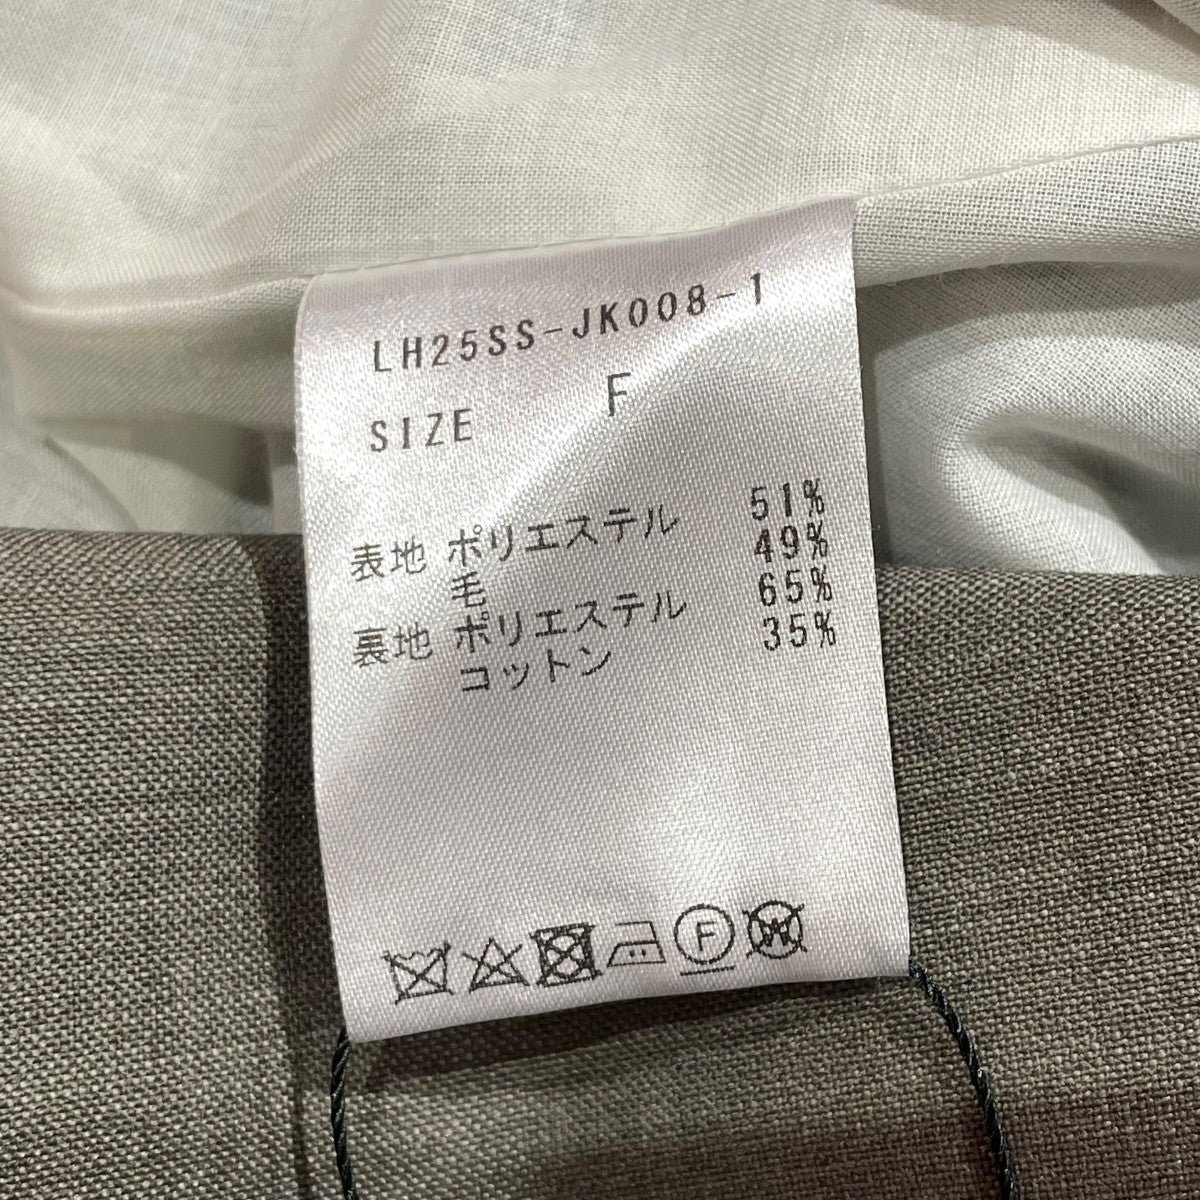 LH25SS-JK008-1
SIZE F
表地 ポリエステル 51%
毛 49%
裏地 ポリエステル 65%
コットン 35%
F
W